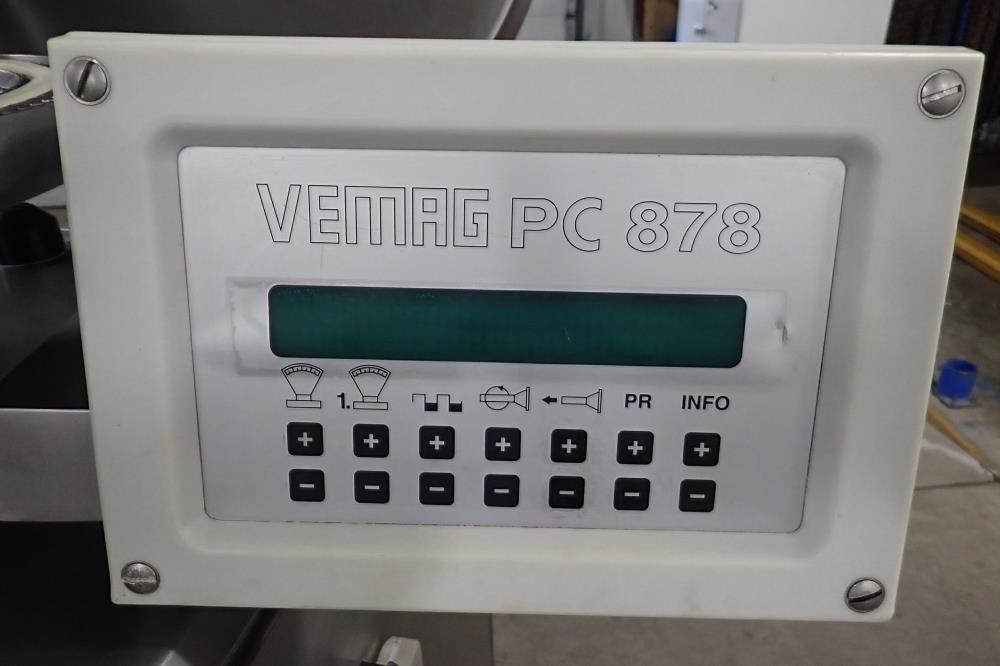 VEMAG PC 878
1. PR INFO
+ + + + + + +
- - - - - - -